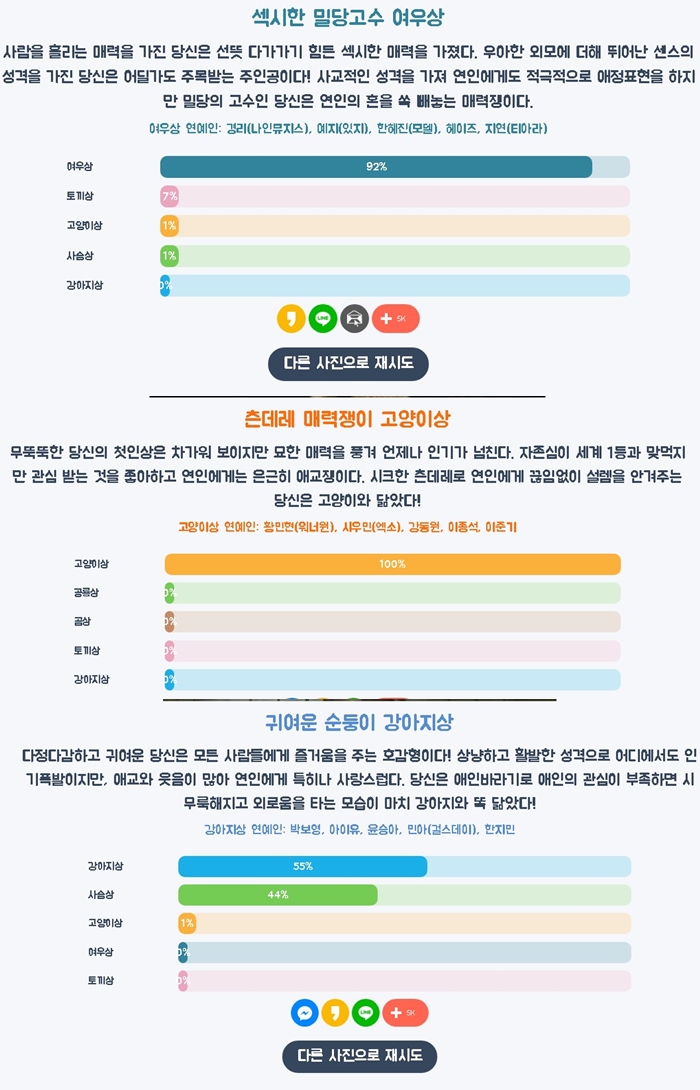 섹시한 밀당고수 여우상
사람을 홀리는 매력을 가진 당신은 선뜻 다가가기 힘든 섹시한 매력을 가졌다. 우아한 외모에 더해 뛰어난 센스의
성격을 가진 당신은 어딜가도 주목받는 주인공이다! 사교적인 성격을 가져 연인에게도 적극적으로 애정표현을 하지
만 밀당의 고수인 당신은 연인의 혼을 쏙 빼놓는 매력쟁이다.
여우상 연예인: 경리(나인뮤지스), 예지(있지), 한혜진(모델), 헤이즈, 지연(티아라)
여우상 92%
토끼상 7%
고양이상 1%
사슴상 1%
강아지상 0%
LINE 5K
다른 사진으로 재시도
츤데레 매력쟁이 고양이상
무뚝뚝한 당신의 첫인상은 차가워 보이지만 묘한 매력을 풍겨 언제나 인기가 넘친다. 자존심이 세계 1등과 맞먹지
만 관심 받는 것을 좋아하고 연인에게는 은근히 애교쟁이다. 시크한 츤데레로 연인에게 끊임없이 설렘을 안겨주는
당신은 고양이와 닮았다!
고양이상 연예인: 황민현(워너원), 시우민(엑소), 강동원, 이종석, 이준기
고양이상 100%
공룡상 0%
곰상 0%
토끼상 0%
강아지상 0%
귀여운 순둥이 강아지상
다정다감하고 귀여운 당신은 모든 사람들에게 즐거움을 주는 호감형이다! 상냥하고 활발한 성격으로 어디에서도 인
기폭발이지만, 애교와 웃음이 많아 연인에게 특히나 사랑스럽다. 당신은 애인바라기로 애인의 관심이 부족하면 시
무룩해지고 외로움을 타는 모습이 마치 강아지와 똑 닮았다!
강아지상 연예인: 박보영, 아이유, 윤승아, 민아(걸스데이), 한지민
강아지상 55%
사슴상 44%
고양이상 1%
여우상 0%
토끼상 0%
LINE 5K
다른 사진으로 재시도